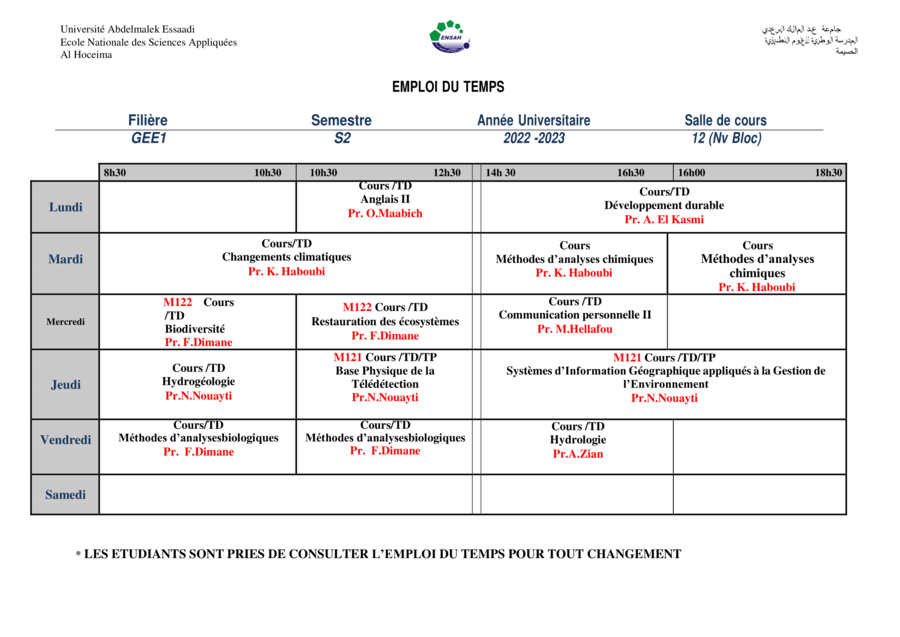 Université Abdelmalek Essaadi
Ecole Nationale des Sciences Appliquées
Al Hoceima
ENSAH
جامعة عبد المالك السعدي
المدرسة الوطنية للعلوم التطبيقية
الحسيمة
EMPLOI DU TEMPS
Filière Semestre Année Universitaire Salle de cours
GEE1 S2 2022 -2023 12 (Nv Bloc)
8h30 10h30 10h30 12h30 14h 30 16h30 16h00 18h30
Lundi
Cours /TD
Anglais II
Pr. O.Maabich
Cours/TD
Développement durable
Pr. A. El Kasmi
Mardi
Cours/TD
Changements climatiques
Pr. K. Haboubi
Cours
Méthodes d’analyses chimiques
Pr. K. Haboubi
Cours
Méthodes d’analyses
chimiques
Pr. K. Haboubi
Mercredi
M122 Cours
/TD
Biodiversité
Pr. F.Dimane
M122 Cours /TD
Restauration des écosystèmes
Pr. F.Dimane
Cours /TD
Communication personnelle II
Pr. M.Hellafou
Jeudi
Cours /TD
Hydrogéologie
Pr.N.Nouayti
M121 Cours /TD/TP
Base Physique de la
Télédétection
Pr.N.Nouayti
M121 Cours /TD/TP
Systèmes d’Information Géographique appliqués à la Gestion de
l’Environnement
Pr.N.Nouayti
Vendredi
Cours/TD
Méthodes d’analysesbiologiques
Pr. F.Dimane
Cours/TD
Méthodes d’analysesbiologiques
Pr. F.Dimane
Cours /TD
Hydrologie
Pr.A.Zian
Samedi
* LES ETUDIANTS SONT PRIES DE CONSULTER L’EMPLOI DU TEMPS POUR TOUT CHANGEMENT